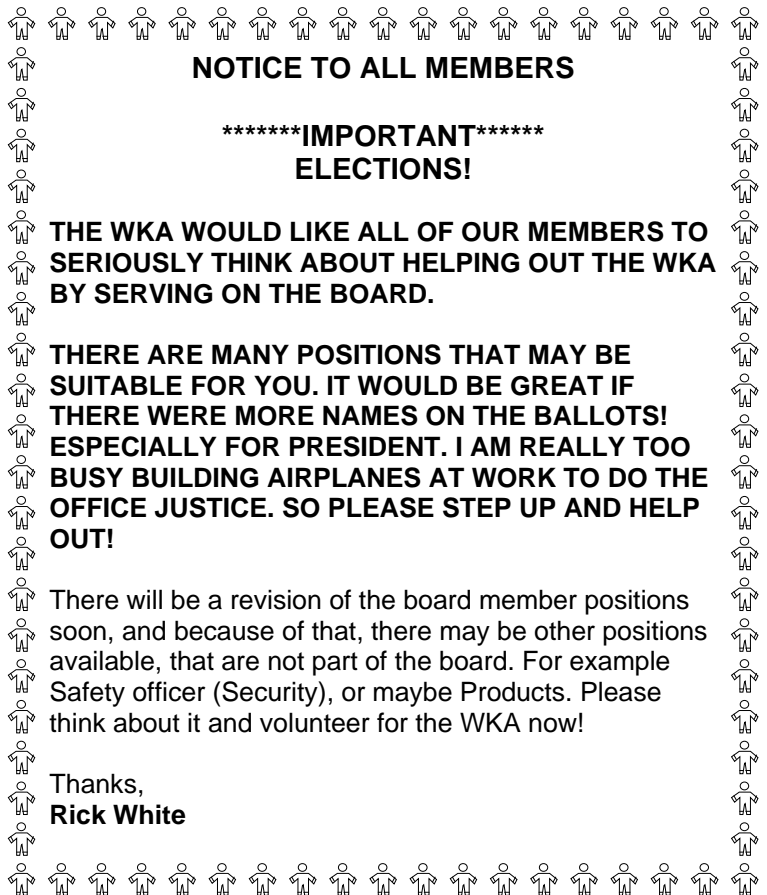 NOTICE TO ALL MEMBERS
*******IMPORTANT******
ELECTIONS!
THE WKA WOULD LIKE ALL OF OUR MEMBERS TO
SERIOUSLY THINK ABOUT HELPING OUT THE WKA
BY SERVING ON THE BOARD.
THERE ARE MANY POSITIONS THAT MAY BE
SUITABLE FOR YOU. IT WOULD BE GREAT IF
THERE WERE MORE NAMES ON THE BALLOTS!
ESPECIALLY FOR PRESIDENT. I AM REALLY TOO
BUSY BUILDING AIRPLANES AT WORK TO DO THE
OFFICE JUSTICE. SO PLEASE STEP UP AND HELP
OUT!
There will be a revision of the board member positions
soon, and because of that, there may be other positions
available, that are not part of the board. For example
Safety officer (Security), or maybe Products. Please
think about it and volunteer for the WKA now!
Thanks,
Rick White